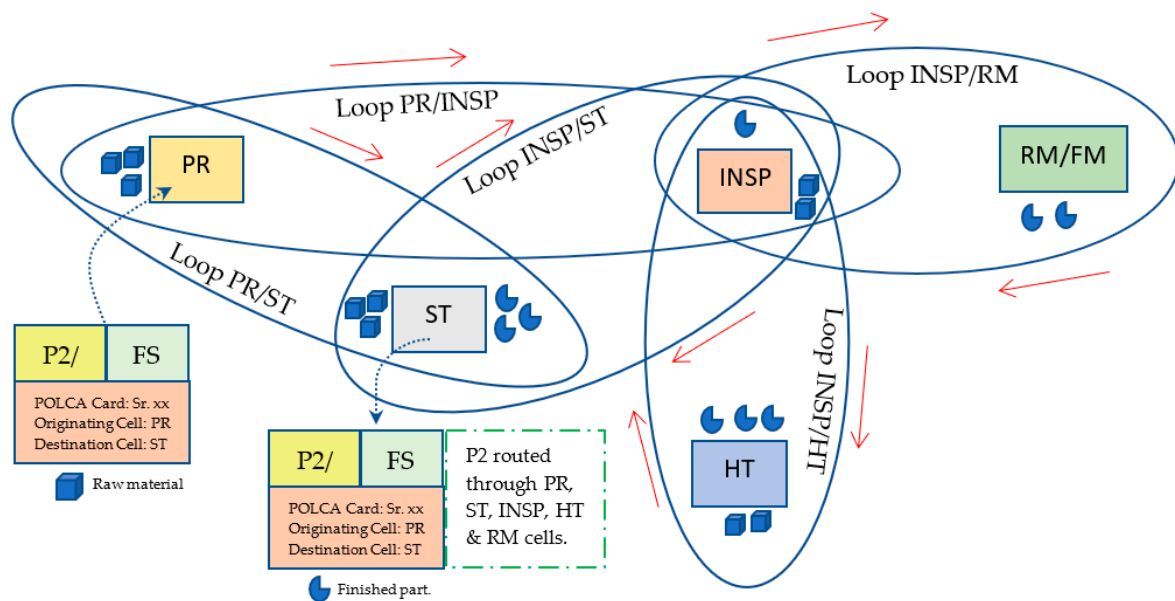 Loop INSP/RM
Loop PR/INSP
Loop INSP/ST
PR
INSP
RM/FM
Loop PR/ST
ST
Loop INSP/HT
P2/
FS
POLCA Card: Sr. xx
Originating Cell: PR
Destination Cell: ST
Raw material
P2/
FS
POLCA Card: Sr. xx
Originating Cell: PR
Destination Cell: ST
P2 routed
through PR,
ST, INSP, HT
& RM cells.
HT
Finished part.